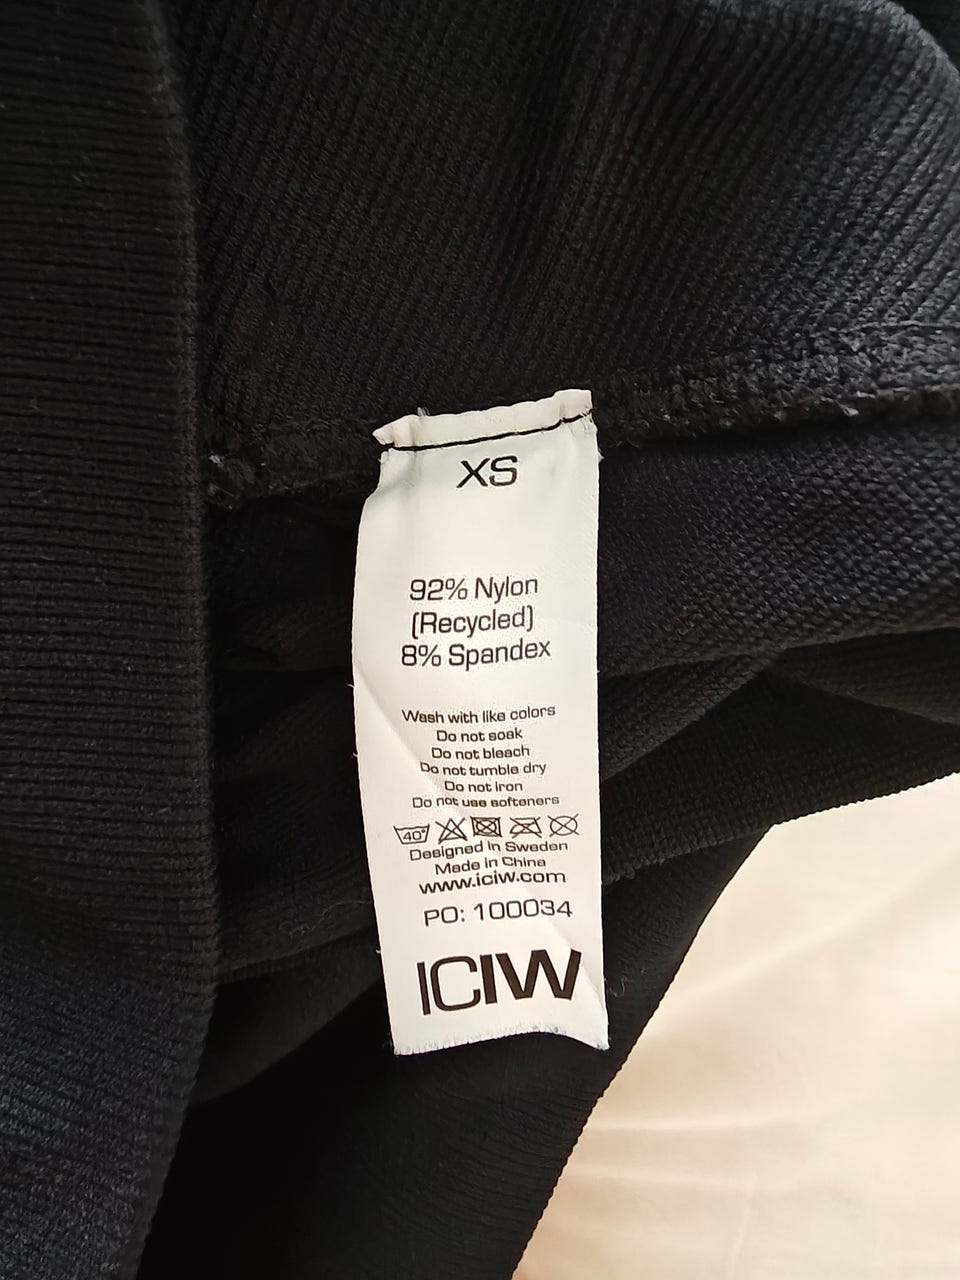 XS
92% Nylon
(Recycled)
8% Spandex
Wash with like colors
Do not soak
Do not bleach
Do not tumble dry
Do not iron
Do not use softeners
40°
Designed in Sweden
Made in China
www.iciw.com
PO: 100034
ICIW